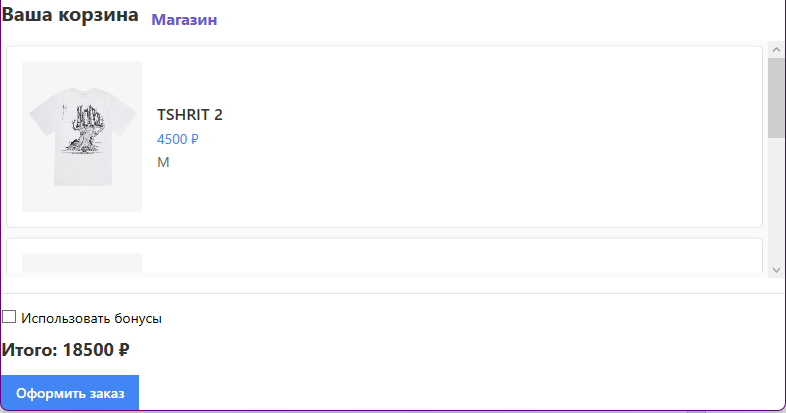 Ваша корзина Магазин
TSHRIT 2
4500 ₽
M
Использовать бонусы
Итого: 18500 ₽
Оформить заказ